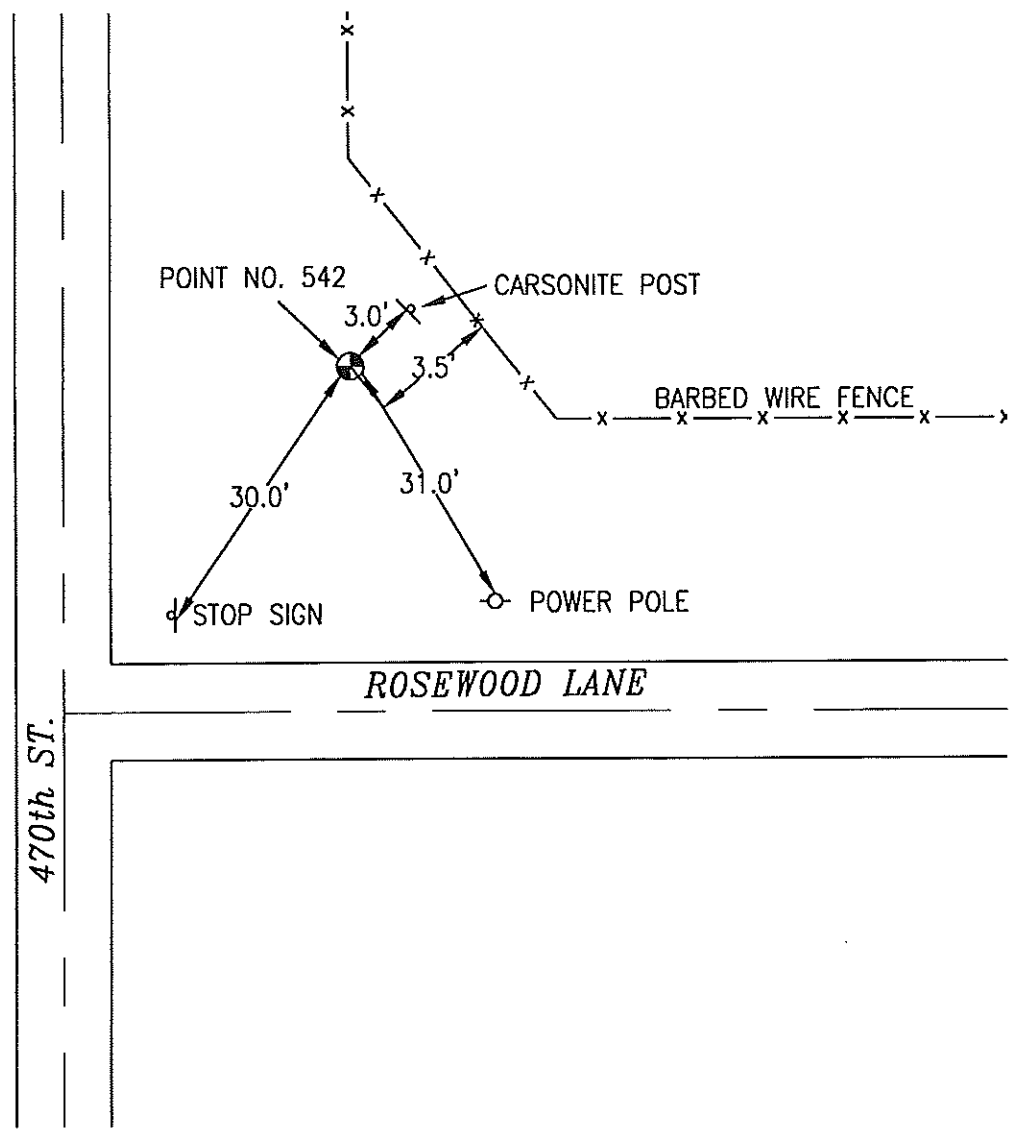 POINT NO. 542
CARSONITE POST
3.0'
3.5'
BARBED WIRE FENCE
30.0'
31.0'
STOP SIGN
POWER POLE
ROSEWOOD LANE
470th ST.